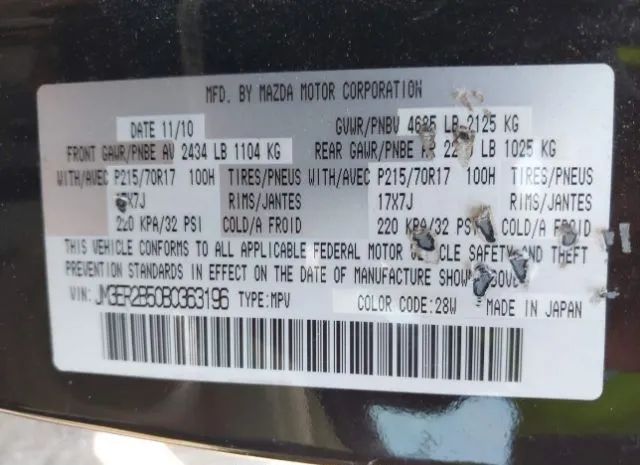 MFD. BY MAZDA MOTOR CORPORATION
DATE 11/10 GVWR/PNBV 4685 LB 2125 KG
FRONT GAWR/PNBE AV 2434 LB 1104 KG REAR GAWR/PNBE LB 1025 KG
WITH/AVEC P215/70R17 100H TIRES/PNEUS WITH/AVEC P215/70R17 100H TIRES/PNEUS
RIMS/JANTES 17X7J RIMS/JANTES
220 KPA/32 PSI COLD/A FROID 220 KPA/32 PSI COLD/A FROID
THIS VEHICLE CONFORMS TO ALL APPLICABLE FEDERAL MOTOR SAFETY AND THEFT
PREVENTION STANDARDS IN EFFECT ON THE DATE OF MANUFACTURE SHOWN ABOVE
VIN: JM3ER2B50B0363196 TYPE:MPV COLOR CODE:28W MADE IN JAPAN